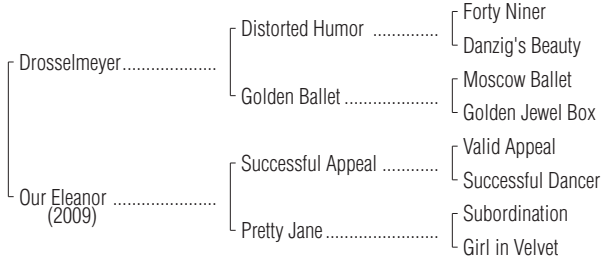 Forty Niner
Distorted Humor ..............
Danzig's Beauty
Drosselmeyer.....................
Moscow Ballet
Golden Ballet .....................
Golden Jewel Box
Valid Appeal
Successful Appeal ............
Successful Dancer
Our Eleanor .......................
(2009)
Subordination
Pretty Jane.........................
Girl in Velvet